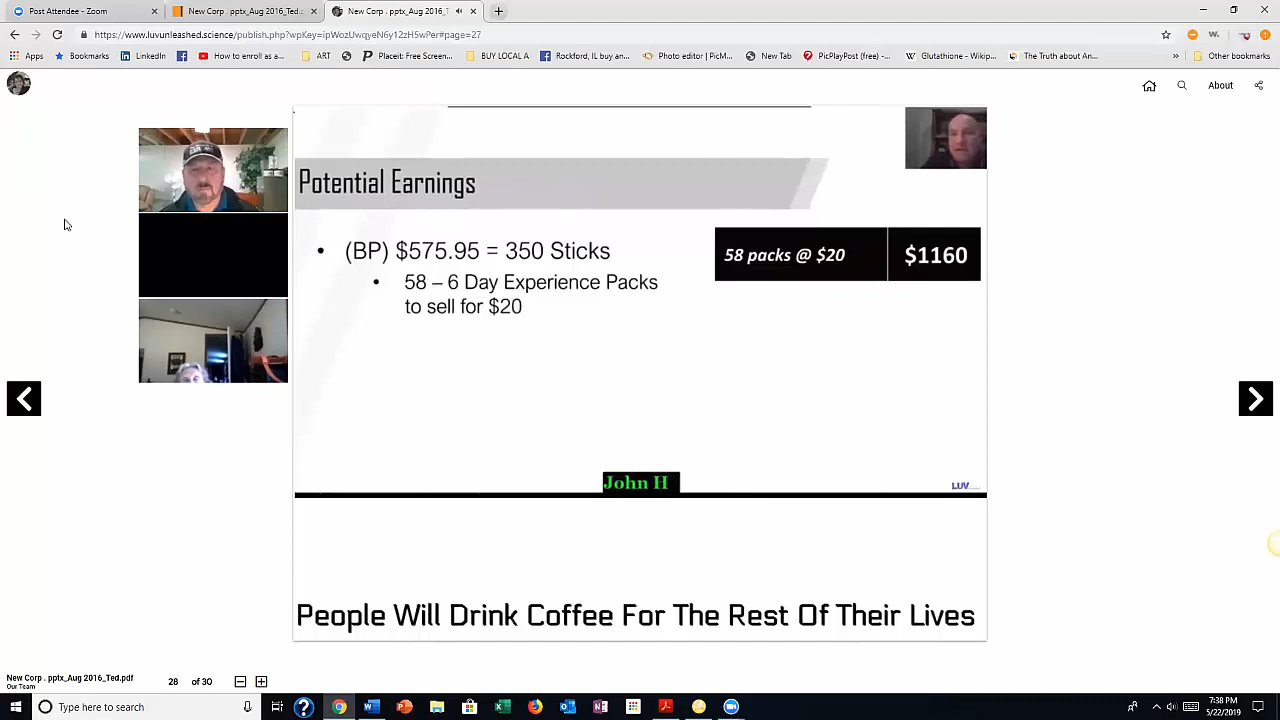 Post Attendee - Zoom
New Corp . pptx_Aug 2016_Ted.
New Corp . pptx_Aug 2016_T
https://www.luvunleashed.science/publish.php?wpKey=ipWozUwqyeN6y12zH5wPer#page=27
Apps
Bookmarks
LinkedIn
How to enroll as a...
ART
Placeit: Free Screen...
BUY LOCAL A
Rockford, IL buy an...
Photo editor | PicM...
New Tab
PicPlayPost (free) -...
Glutathione - Wikip...
The Truth about An...
»
Other bookmarks
About
Potential Earnings
• (BP) $575.95 = 350 Sticks
• 58 – 6 Day Experience Packs
to sell for $20
58 packs @ $20 $1160
John H
LUV
People Will Drink Coffee For The Rest Of Their Lives
New Corp . pptx_Aug 2016_Ted.pdf
Our Team
28 of 30
Type here to search
7:38 PM
5/22/2019